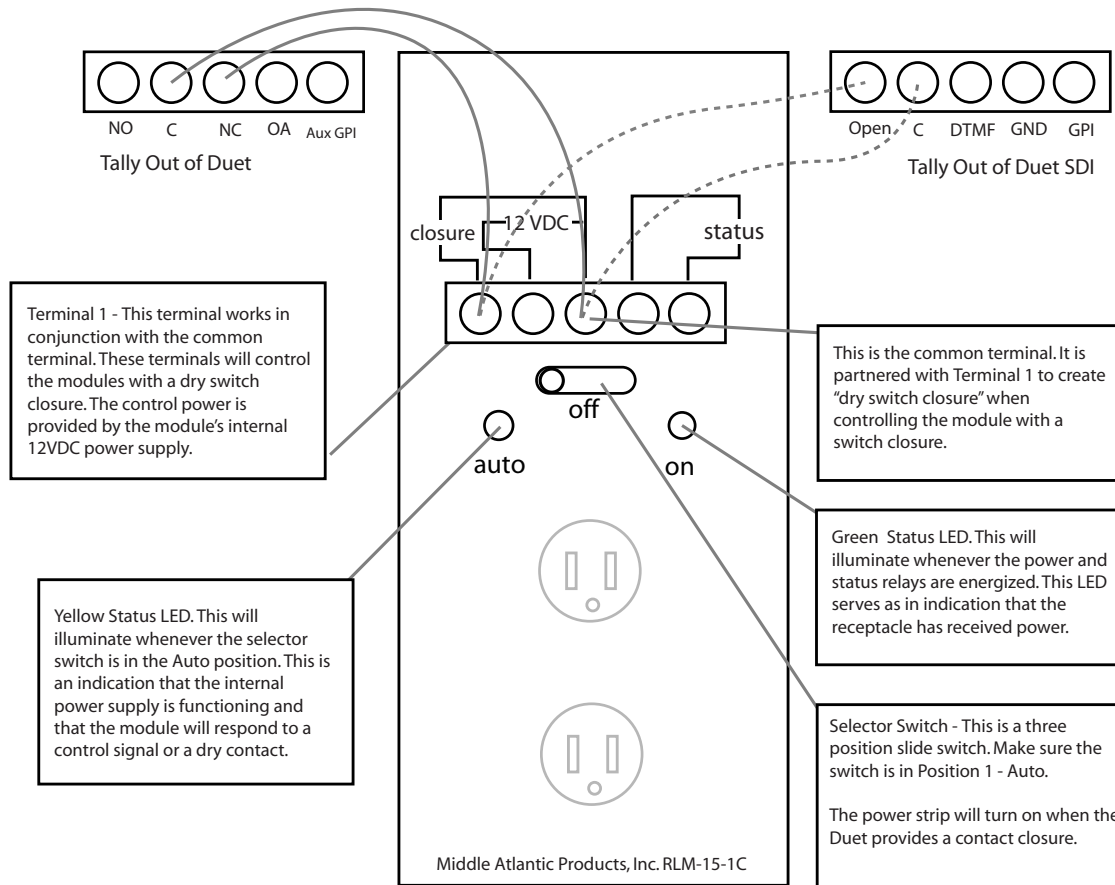 NO C NC OA Aux GPI
Tally Out of Duet
Open C DTMF GND GPI
Tally Out of Duet SDI
closure
12 VDC
status
Terminal 1 - This terminal works in
conjunction with the common
terminal. These terminals will control
the modules with a dry switch
closure. The control power is
provided by the module's internal
12VDC power supply.
This is the common terminal. It is
partnered with Terminal 1 to create
“dry switch closure” when
controlling the module with a
switch closure.
off
auto
on
Green Status LED. This will
illuminate whenever the power and
status relays are energized. This LED
serves as in indication that the
receptacle has received power.
Yellow Status LED. This will
illuminate whenever the selector
switch is in the Auto position. This is
an indication that the internal
power supply is functioning and
that the module will respond to a
control signal or a dry contact.
Selector Switch - This is a three
position slide switch. Make sure the
switch is in Position 1 - Auto.
The power strip will turn on when the
Duet provides a contact closure.
Middle Atlantic Products, Inc. RLM-15-1C